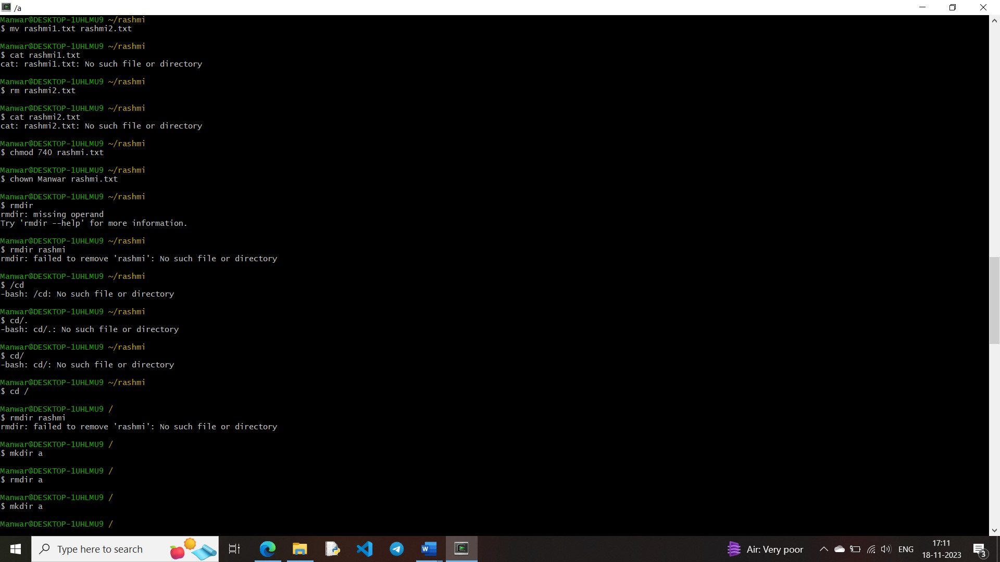 /a
Manwar@DESKTOP-1UHLMU9 ~/rashmi
$ mv rashmi1.txt rashmi2.txt
Manwar@DESKTOP-1UHLMU9 ~/rashmi
$ cat rashmi1.txt
cat: rashmi1.txt: No such file or directory
Manwar@DESKTOP-1UHLMU9 ~/rashmi
$ rm rashmi2.txt
Manwar@DESKTOP-1UHLMU9 ~/rashmi
$ cat rashmi2.txt
cat: rashmi2.txt: No such file or directory
Manwar@DESKTOP-1UHLMU9 ~/rashmi
$ chmod 740 rashmi.txt
Manwar@DESKTOP-1UHLMU9 ~/rashmi
$ chown Manwar rashmi.txt
Manwar@DESKTOP-1UHLMU9 ~/rashmi
$ rmdir
rmdir: missing operand
Try 'rmdir --help' for more information.
Manwar@DESKTOP-1UHLMU9 ~/rashmi
$ rmdir rashmi
rmdir: failed to remove 'rashmi': No such file or directory
Manwar@DESKTOP-1UHLMU9 ~/rashmi
$ /cd
-bash: /cd: No such file or directory
Manwar@DESKTOP-1UHLMU9 ~/rashmi
$ cd/.
-bash: cd/.: No such file or directory
Manwar@DESKTOP-1UHLMU9 ~/rashmi
$ cd/
-bash: cd/: No such file or directory
Manwar@DESKTOP-1UHLMU9 ~/rashmi
$ cd /
Manwar@DESKTOP-1UHLMU9 /
$ rmdir rashmi
rmdir: failed to remove 'rashmi': No such file or directory
Manwar@DESKTOP-1UHLMU9 /
$ mkdir a
Manwar@DESKTOP-1UHLMU9 /
$ rmdir a
Manwar@DESKTOP-1UHLMU9 /
$ mkdir a
Manwar@DESKTOP-1UHLMU9 /
Type here to search
Air: Very poor
ENG
17:11
18-11-2023
3